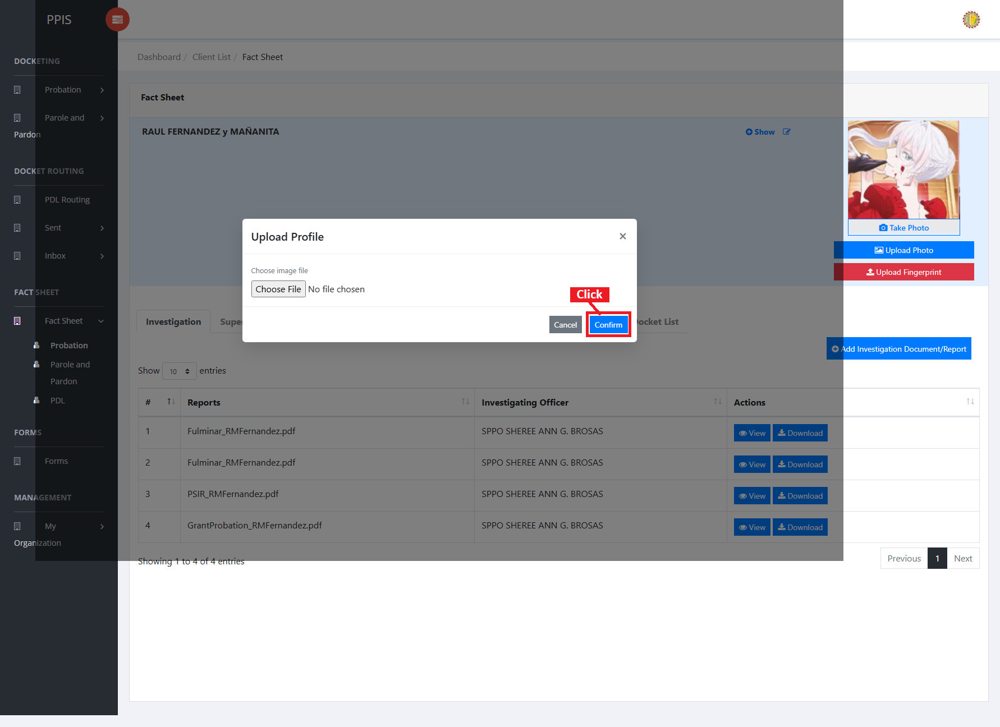 PPIS
DOCKETING
Probation
Parole and
Pardon
DOCKET ROUTING
PDL Routing
Sent
Inbox
FACT SHEET
Fact Sheet
Probation
Parole and
Pardon
PDL
FORMS
Forms
MANAGEMENT
My
Organization
Dashboard / Client List / Fact Sheet
Fact Sheet
RAUL FERNANDEZ y MAÑANITA
Show
Take Photo
Upload Photo
Upload Fingerprint
Upload Profile
×
Choose image file
Choose File No file chosen
Click
Cancel Confirm
Investigation Super ocket List
Add Investigation Document/Report
Show 10 entries
# Reports Investigating Officer Actions
1 Fulminar_RMFernandez.pdf SPPO SHEREE ANN G. BROSAS View Download
2 Fulminar_RMFernandez.pdf SPPO SHEREE ANN G. BROSAS View Download
3 PSIR_RMFernandez.pdf SPPO SHEREE ANN G. BROSAS View Download
4 GrantProbation_RMFernandez.pdf SPPO SHEREE ANN G. BROSAS View Download
Showing 1 to 4 of 4 entries
Previous 1 Next